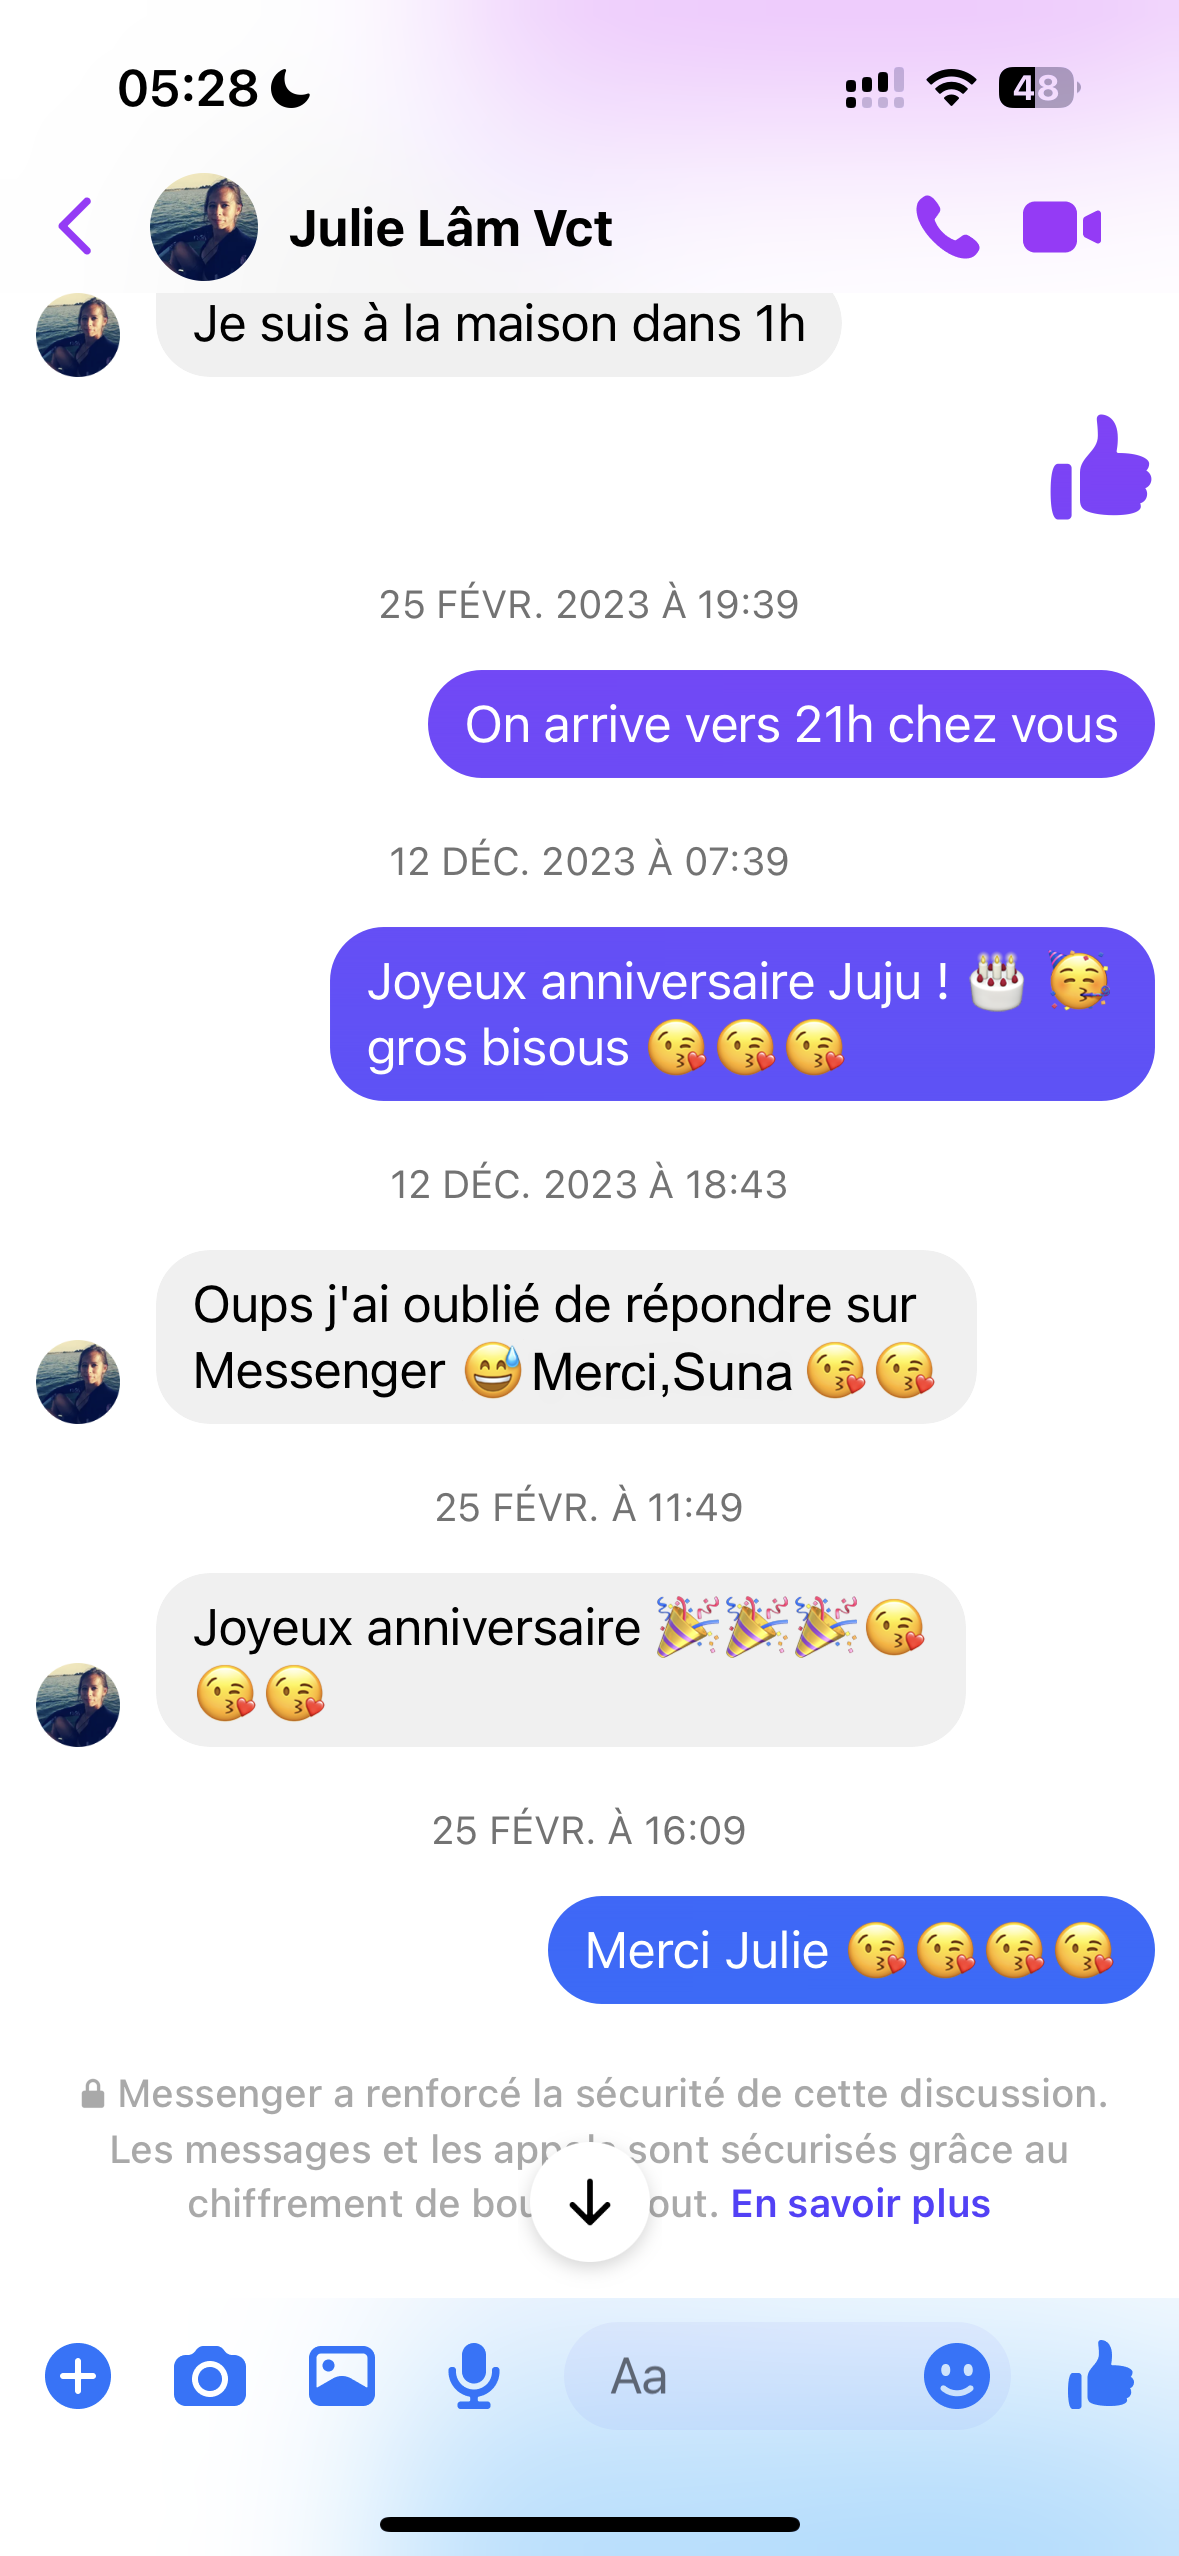 05:28
48
Julie Lâm Vct
Je suis à la maison dans 1h
25 FÉVR. 2023 À 19:39
On arrive vers 21h chez vous
12 DÉC. 2023 À 07:39
Joyeux anniversaire Juju ! 🎂 🥳
gros bisous 😘😘😘
12 DÉC. 2023 À 18:43
Oups j'ai oublié de répondre sur
Messenger 😅 Merci,Suna 😘😘
25 FÉVR. À 11:49
Joyeux anniversaire 🎉🎉🎉😘
😘😘
25 FÉVR. À 16:09
Merci Julie 😘😘😘😘
Messenger a renforcé la sécurité de cette discussion.
Les messages et les appels sont sécurisés grâce au
chiffrement de bou out. En savoir plus
Aa